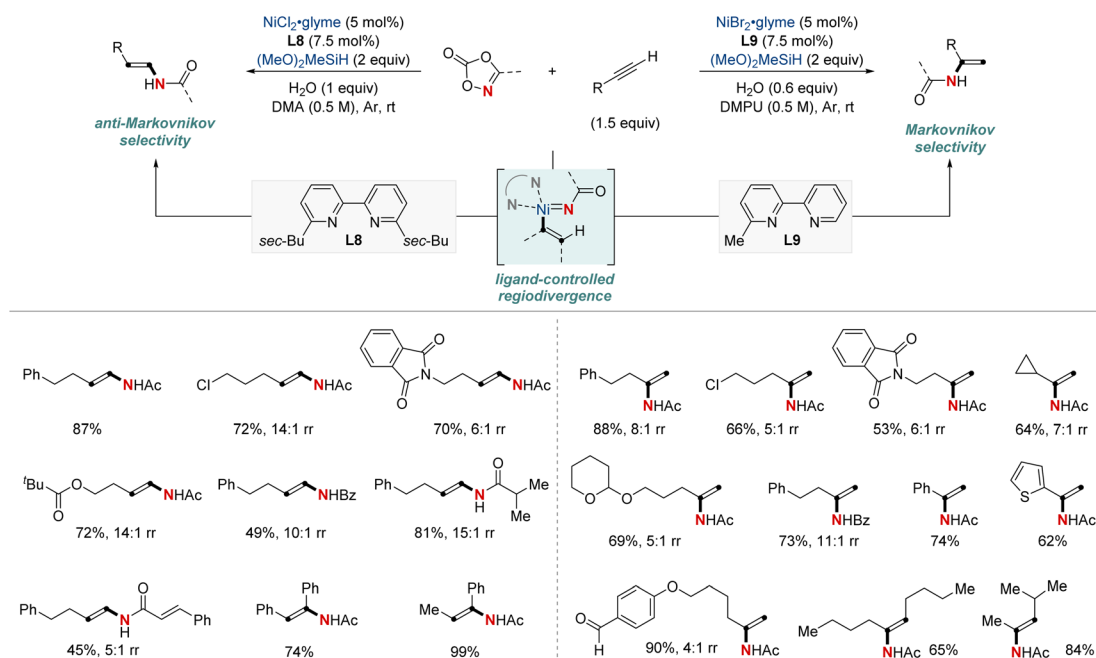 NiCl2•glyme (5 mol%)
L8 (7.5 mol%)
(MeO)2MeSiH (2 equiv)
H2O (1 equiv)
DMA (0.5 M), Ar, rt
R
HN
O
anti-Markovnikov
selectivity
O
O
O
N
+
R
H
(1.5 equiv)
NiBr2•glyme (5 mol%)
L9 (7.5 mol%)
(MeO)2MeSiH (2 equiv)
H2O (0.6 equiv)
DMPU (0.5 M), Ar, rt
R
NH
O
Markovnikov
selectivity
N
N
sec-Bu
L8
sec-Bu
N
N
Ni
N
O
H
ligand-controlled
regiodivergence
N
N
Me
L9
Ph
NHAc
87%
Cl
NHAc
72%, 14:1 rr
O
N
O
NHAc
70%, 6:1 rr
Ph
NHAc
88%, 8:1 rr
Cl
NHAc
66%, 5:1 rr
O
N
O
NHAc
53%, 6:1 rr
NHAc
64%, 7:1 rr
tBu
O
O
NHAc
72%, 14:1 rr
Ph
NHBz
49%, 10:1 rr
Ph
N
H
O
Me
Me
81%, 15:1 rr
O
O
NHAc
69%, 5:1 rr
Ph
NHBz
73%, 11:1 rr
Ph
NHAc
74%
S
NHAc
62%
Ph
N
H
O
Ph
45%, 5:1 rr
Ph
Ph
NHAc
74%
Me
Ph
NHAc
99%
O
H
O
NHAc
90%, 4:1 rr
Me
Me
NHAc
65%
Me
Me
Me
NHAc
84%